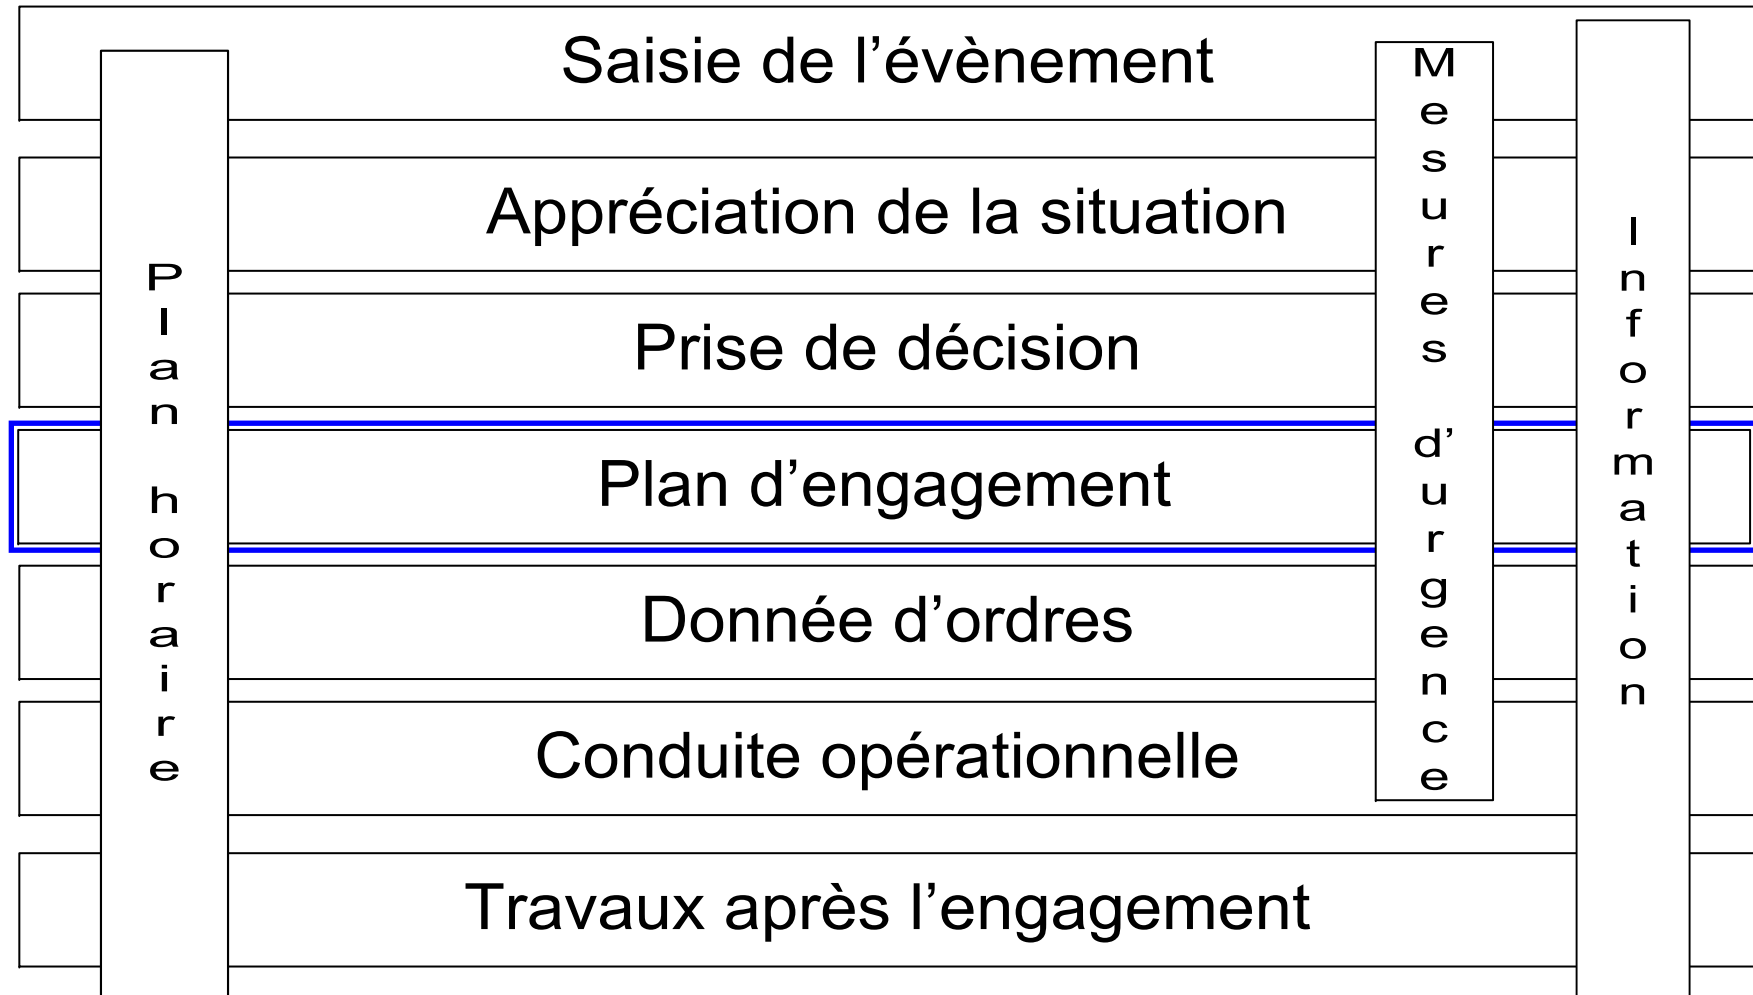 Saisie de l’évènement
Appréciation de la situation
Prise de décision
Plan d’engagement
Donnée d’ordres
Conduite opérationnelle
Travaux après l’engagement
Plan horaire
Mesures d’urgence
Information